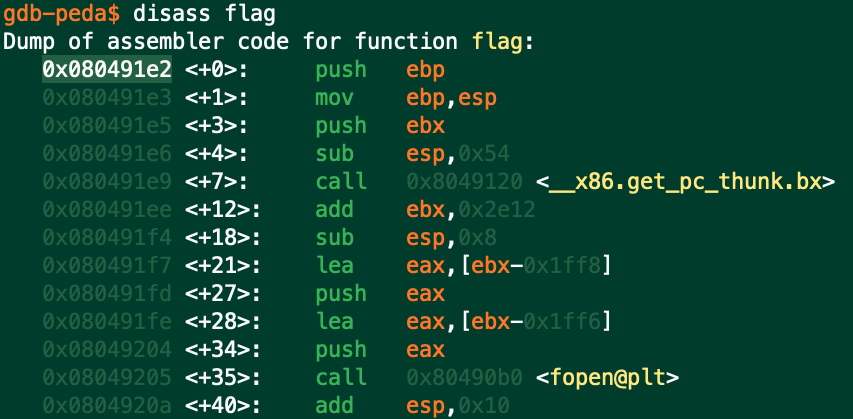 gdb-peda$ disass flag
Dump of assembler code for function flag:
0x080491e2 <+0>: push ebp
0x080491e3 <+1>: mov ebp,esp
0x080491e5 <+3>: push ebx
0x080491e6 <+4>: sub esp,0x54
0x080491e9 <+7>: call 0x8049120 <__x86.get_pc_thunk.bx>
0x080491ee <+12>: add ebx,0x2e12
0x080491f4 <+18>: sub esp,0x8
0x080491f7 <+21>: lea eax,[ebx-0x1ff8]
0x080491fd <+27>: push eax
0x080491fe <+28>: lea eax,[ebx-0x1ff6]
0x08049204 <+34>: push eax
0x08049205 <+35>: call 0x80490b0 <fopen@plt>
0x0804920a <+40>: add esp,0x10